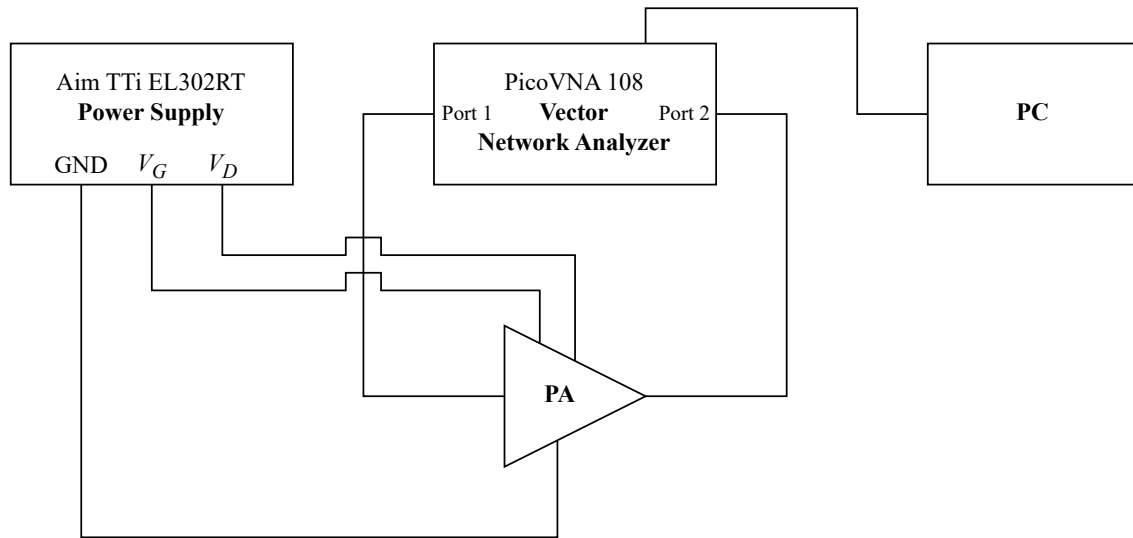 Aim TTi EL302RT
Power Supply
GND V_G V_D
PicoVNA 108
Port 1 Vector Port 2
Network Analyzer
PC
PA